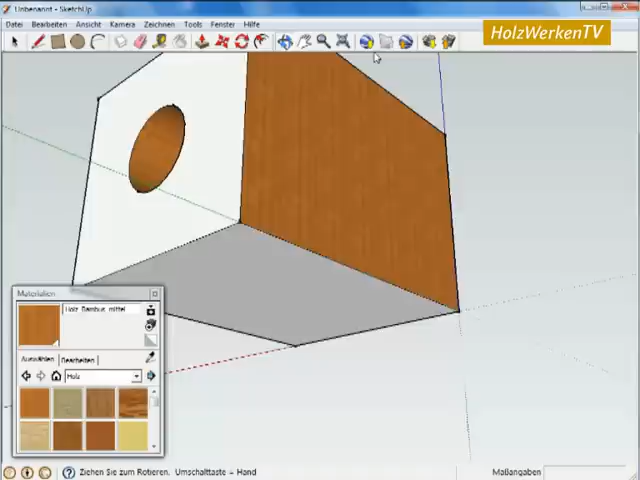 Unbenannt - SketchUp
HolzWerkenTV
Datei Bearbeiten Ansicht Kamera Zeichnen Tools Fenster Hilfe
Materialien
Holz Bambus mittel
Auswählen Bearbeiten
Holz
Ziehen Sie zum Rotieren. Umschalttaste = Hand
Maßangaben